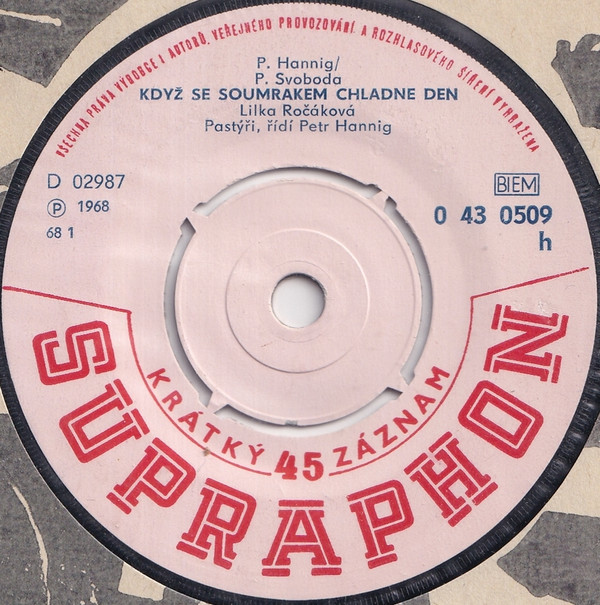 VŠECHNA PRÁVA VÝROBCE I AUTORŮ. VEŘEJNÉHO PROVOZOVÁNÍ A ROZHLASOVÉHO ŠÍŘENÍ VYHRAŽENA
P. Hannig/
P. Svoboda
KDYŽ SE SOUMRAKEM CHLADNE DEN
Lilka Ročáková
Pastýři, řídí Petr Hannig
D 02987
Ⓟ 1968
68 1
BIEM
0 43 0509
h
KRÁTKÝ 45 ZÁZNAM
SUPRAPHON